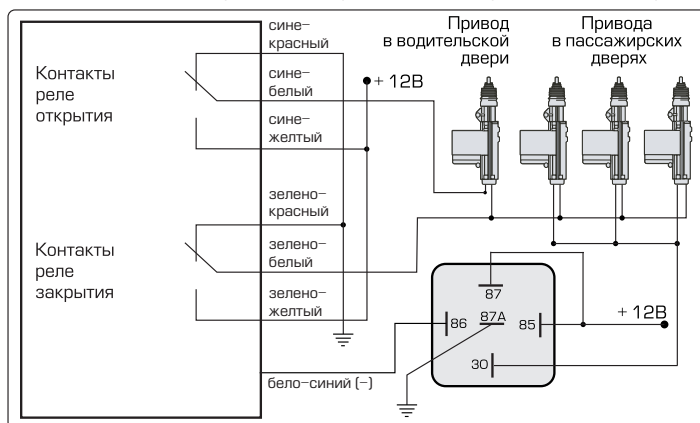 Контакты
реле
открытия
Контакты
реле
закрытия
сине-
красный
сине-
белый
сине-
желтый
зелено-
красный
зелено-
белый
зелено-
желтый
бело-синий (-)
+ 12В
Привод
в водительской
двери
Привода
в пассажирских
дверях
87
87А
86
85
30
+ 12В